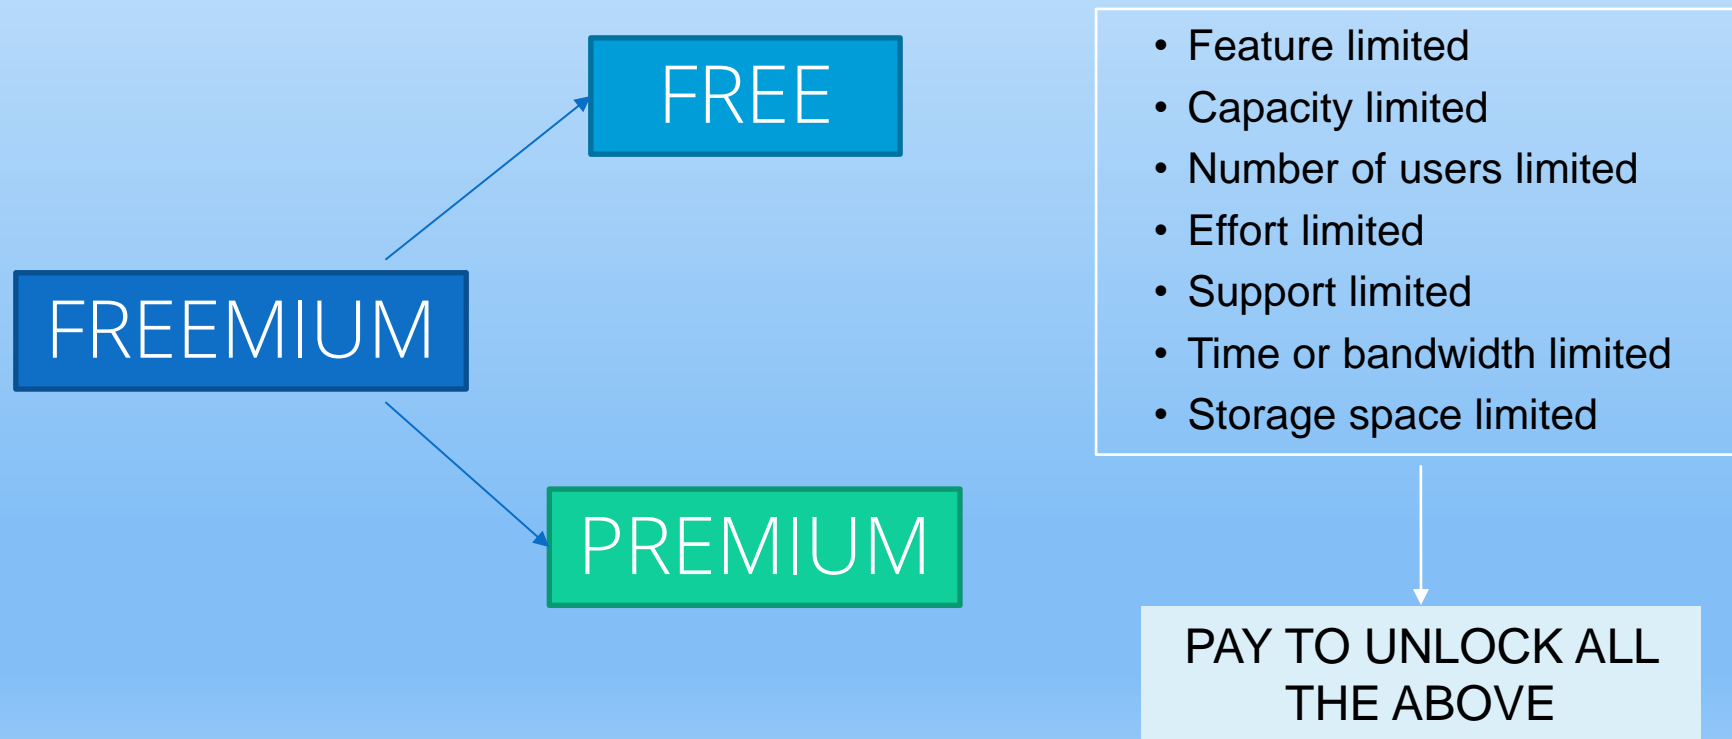 FREEMIUM
FREE
PREMIUM
• Feature limited
• Capacity limited
• Number of users limited
• Effort limited
• Support limited
• Time or bandwidth limited
• Storage space limited
PAY TO UNLOCK ALL
THE ABOVE